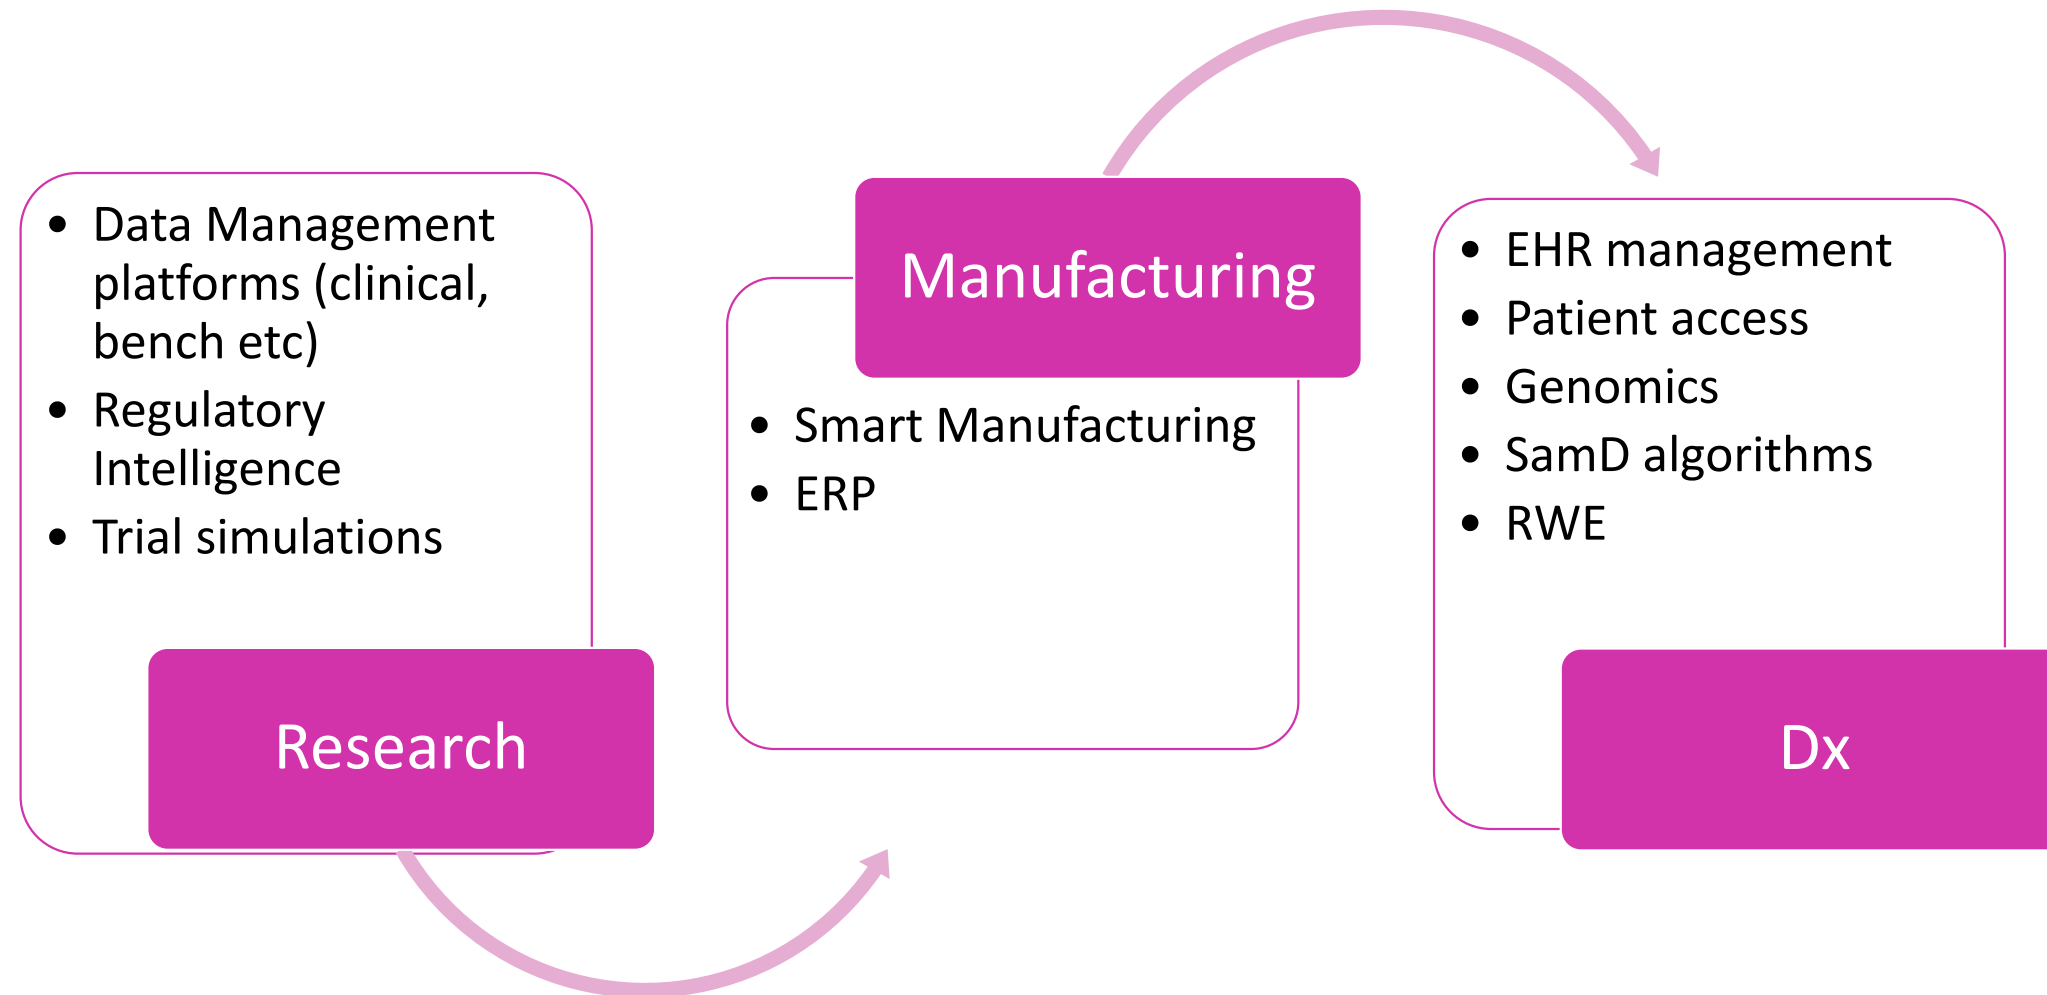 • Data Management
platforms (clinical,
bench etc)
• Regulatory
Intelligence
• Trial simulations
Research
Manufacturing
• Smart Manufacturing
• ERP
• EHR management
• Patient access
• Genomics
• SamD algorithms
• RWE
Dx